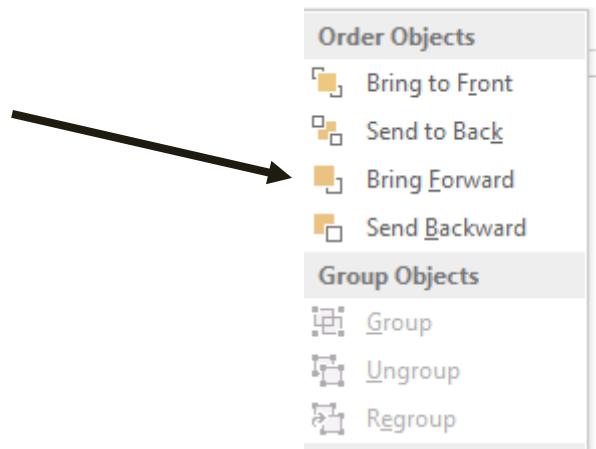 Order Objects
Bring to Front
Send to Back
Bring Forward
Send Backward
Group Objects
Group
Ungroup
Regroup